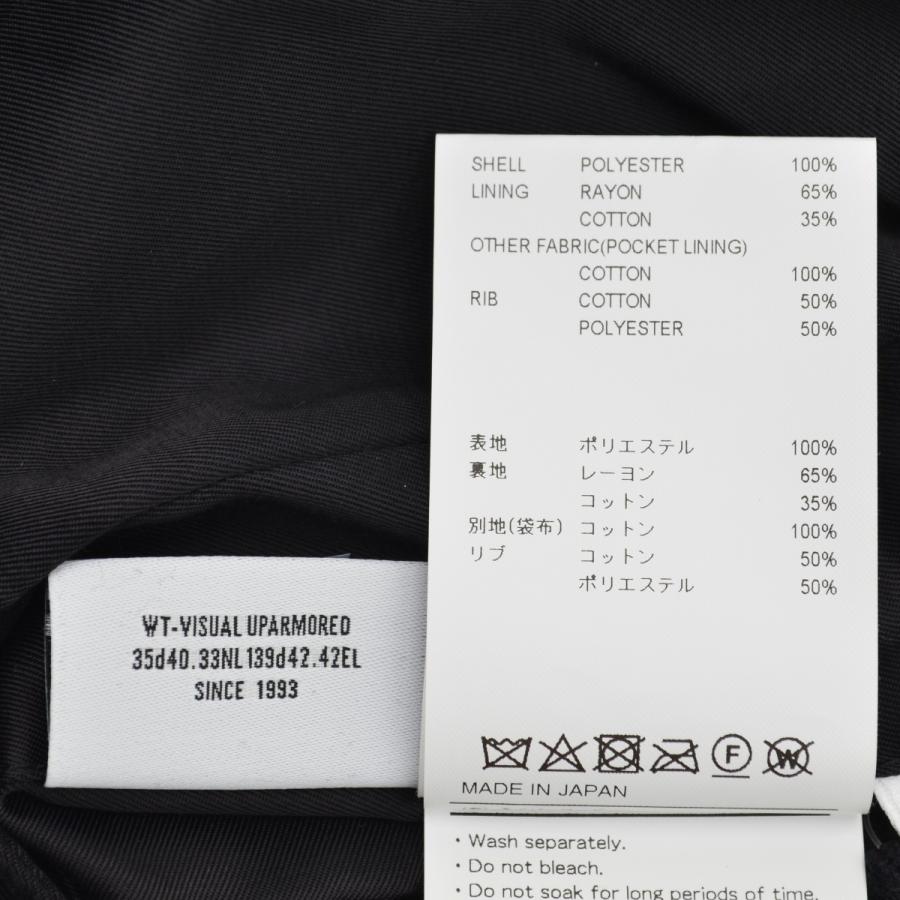 SHELL POLYESTER 100%
LINING RAYON 65%
COTTON 35%
OTHER FABRIC(POCKET LINING)
COTTON 100%
RIB COTTON 50%
POLYESTER 50%
表地 ポリエステル 100%
裏地 レーヨン 65%
コットン 35%
別地(袋布) コットン 100%
リブ コットン 50%
ポリエステル 50%
WT-VISUAL UPARMORED
35d40.33NL139d42.42EL
SINCE 1993
F W
MADE IN JAPAN
・Wash separately.
・Do not bleach.
・Do not soak for long periods of time.